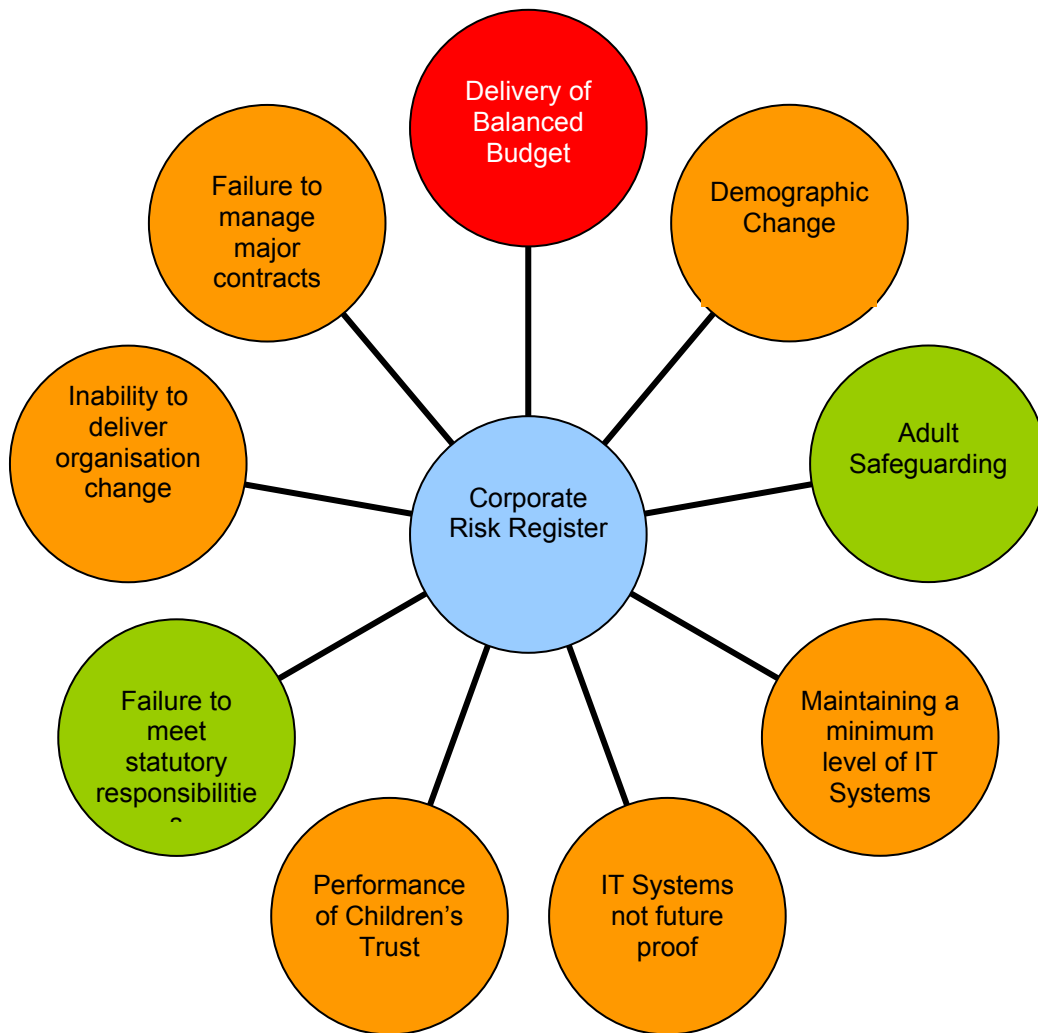 Delivery of
Balanced
Budget
Demographic
Change
Adult
Safeguarding
Maintaining a
minimum
level of IT
Systems
IT Systems
not future
proof
Performance
of Children's
Trust
Failure to
meet
statutory
responsibilitie
s
Inability to
deliver
organisation
change
Failure to
manage
major
contracts
Corporate
Risk Register